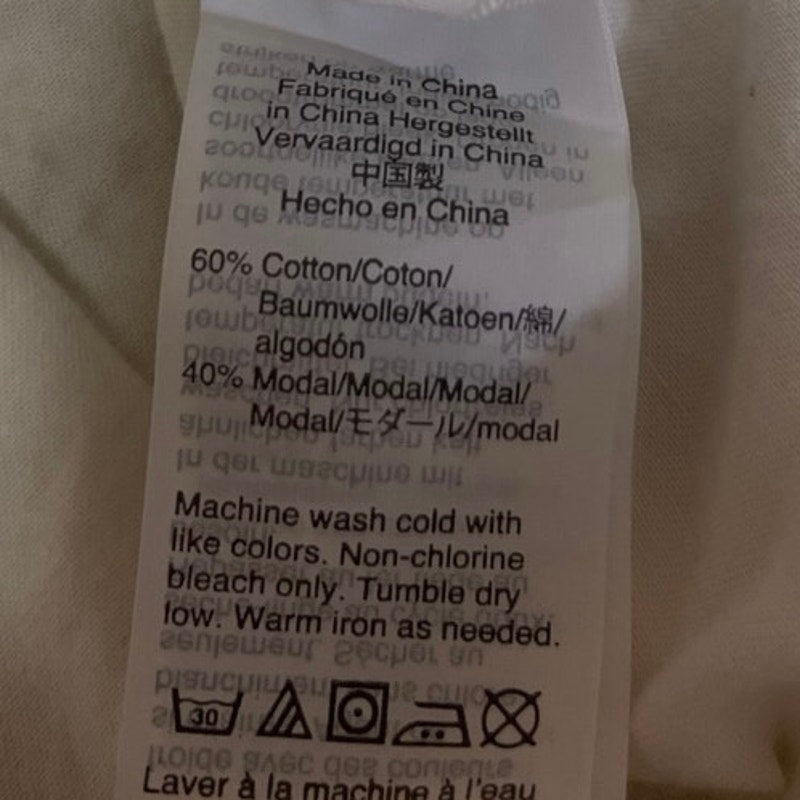 Made in China
Fabriqué en Chine
in China Hergestellt
Vervaardigd in China
中国製
Hecho en China
60% Cotton/Coton/
Baumwolle/Katoen/綿/
algodón
40% Modal/Modal/Modal/
Modal/モダール/modal
Machine wash cold with
like colors. Non-chlorine
bleach only. Tumble dry
low. Warm iron as needed.
30
Laver à la machine à l'eau